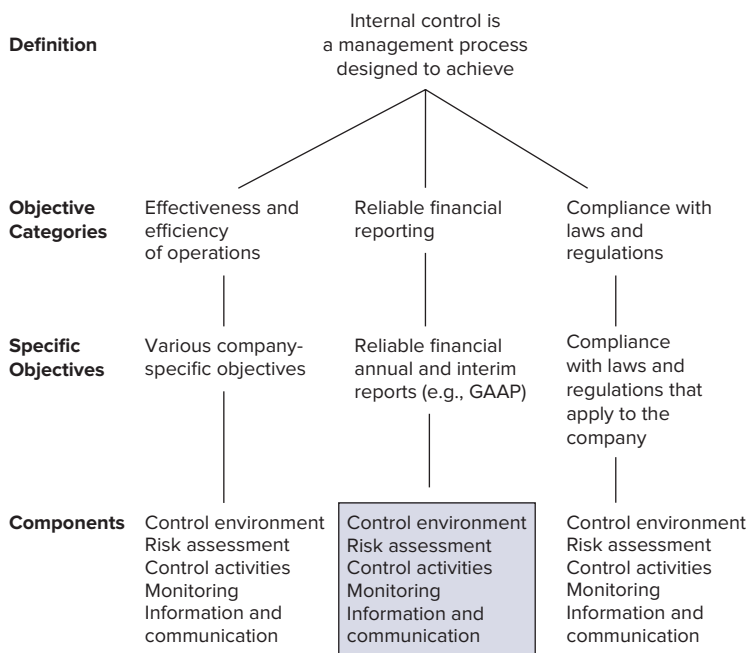 Definition
Internal control is
a management process
designed to achieve
Objective
Categories
Effectiveness and
efficiency
of operations
Reliable financial
reporting
Compliance with
laws and
regulations
Specific
Objectives
Various company-
specific objectives
Reliable financial
annual and interim
reports (e.g., GAAP)
Compliance
with laws and
regulations that
apply to the
company
Components
Control environment
Risk assessment
Control activities
Monitoring
Information and
communication
Control environment
Risk assessment
Control activities
Monitoring
Information and
communication
Control environment
Risk assessment
Control activities
Monitoring
Information and
communication